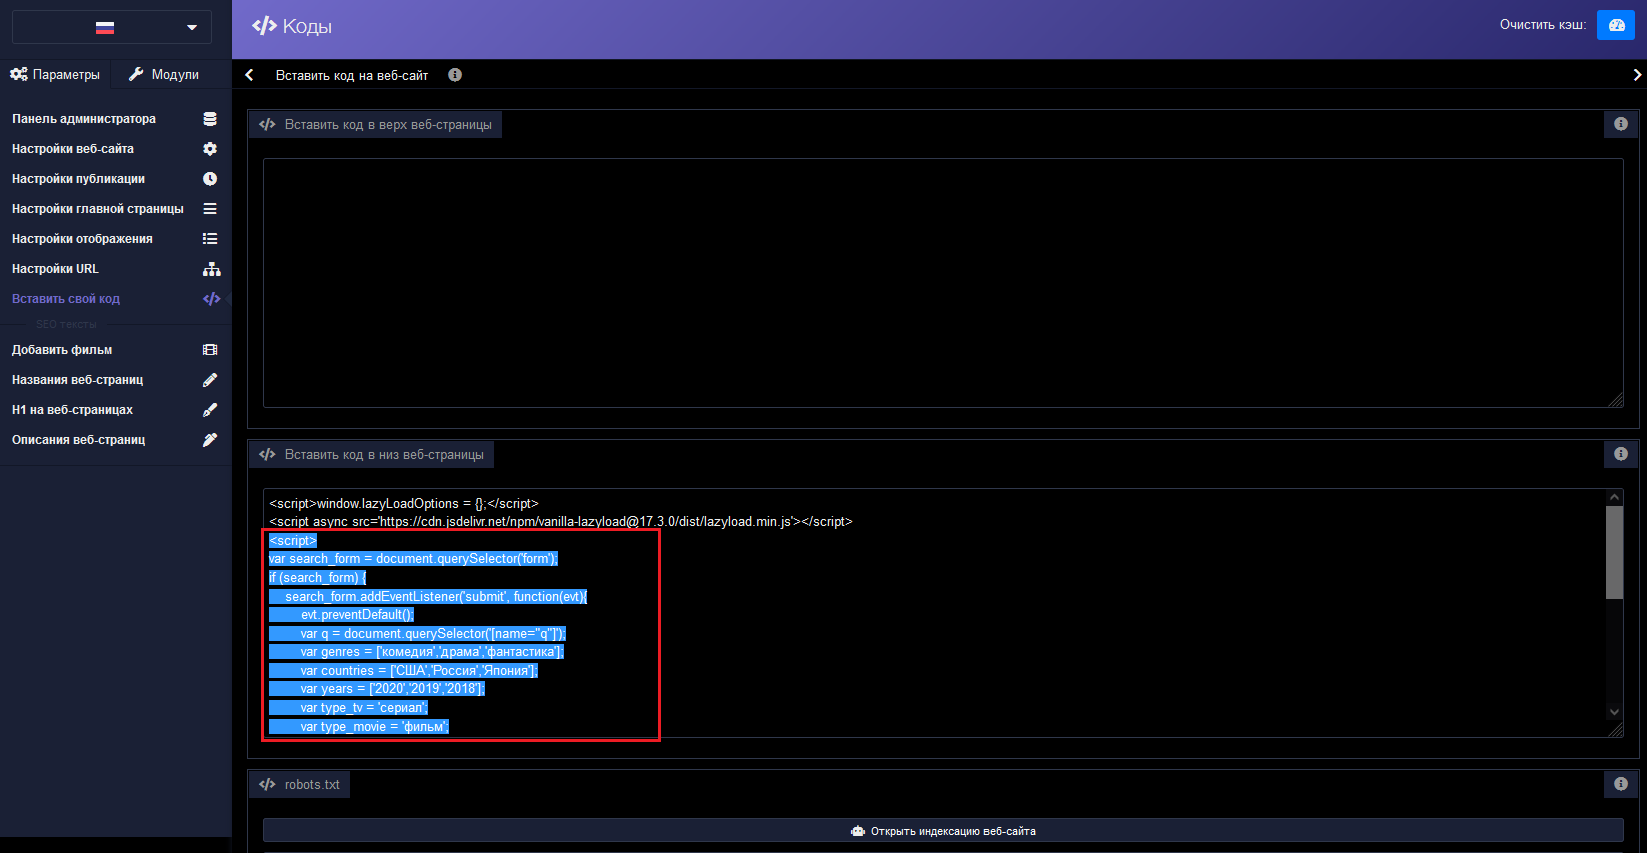 Коды
Очистить кэш:
Параметры
Модули
Вставить код на веб-сайт
Панель администратора
Настройки веб-сайта
Настройки публикации
Настройки главной страницы
Настройки отображения
Настройки URL
Вставить свой код
SEO тексты
Добавить фильм
Названия веб-страниц
H1 на веб-страницах
Описания веб-страниц
Вставить код в верх веб-страницы
Вставить код в низ веб-страницы
<script>window.lazyLoadOptions = {};</script>
<script async src='https://cdn.jsdelivr.net/npm/vanilla-lazyload@17.3.0/dist/lazyload.min.js'></script>
<script>
var search_form = document.querySelector('form');
if (search_form) {
search_form.addEventListener('submit', function(evt){
evt.preventDefault();
var q = document.querySelector('[name="q"]');
var genres = ['комедия','драма','фантастика'];
var countries = ['США','Россия','Япония'];
var years = ['2020','2019','2018'];
var type_tv = 'сериал';
var type_movie = 'фильм';
robots.txt
Открыть индексацию веб-сайта